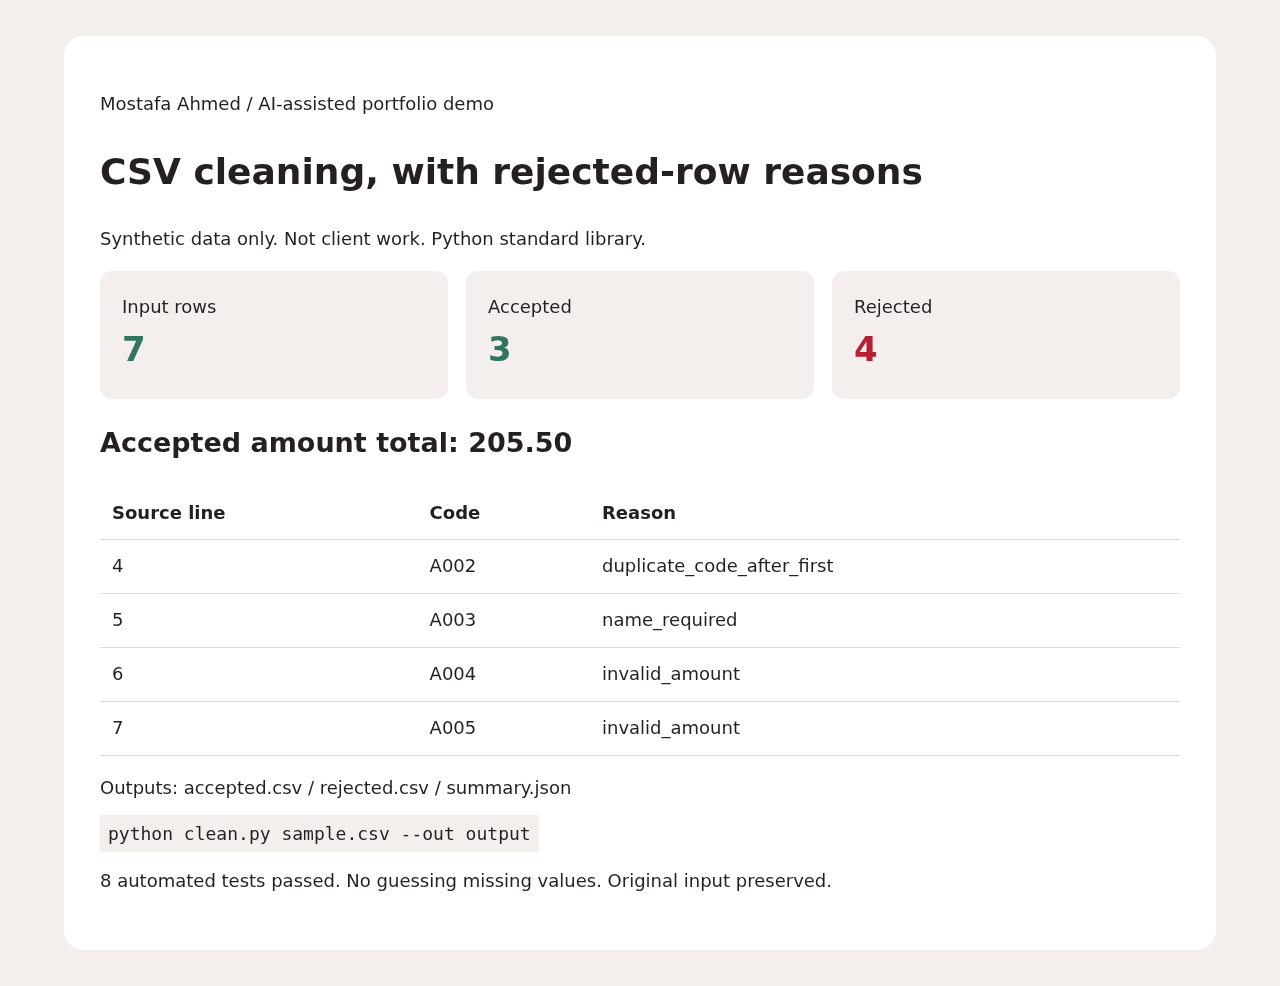 Mostafa Ahmed / AI-assisted portfolio demo
CSV cleaning, with rejected-row reasons
Synthetic data only. Not client work. Python standard library.
Input rows
7
Accepted
3
Rejected
4
Accepted amount total: 205.50
Source line Code Reason
4 A002 duplicate_code_after_first
5 A003 name_required
6 A004 invalid_amount
7 A005 invalid_amount
Outputs: accepted.csv / rejected.csv / summary.json
python clean.py sample.csv --out output
8 automated tests passed. No guessing missing values. Original input preserved.